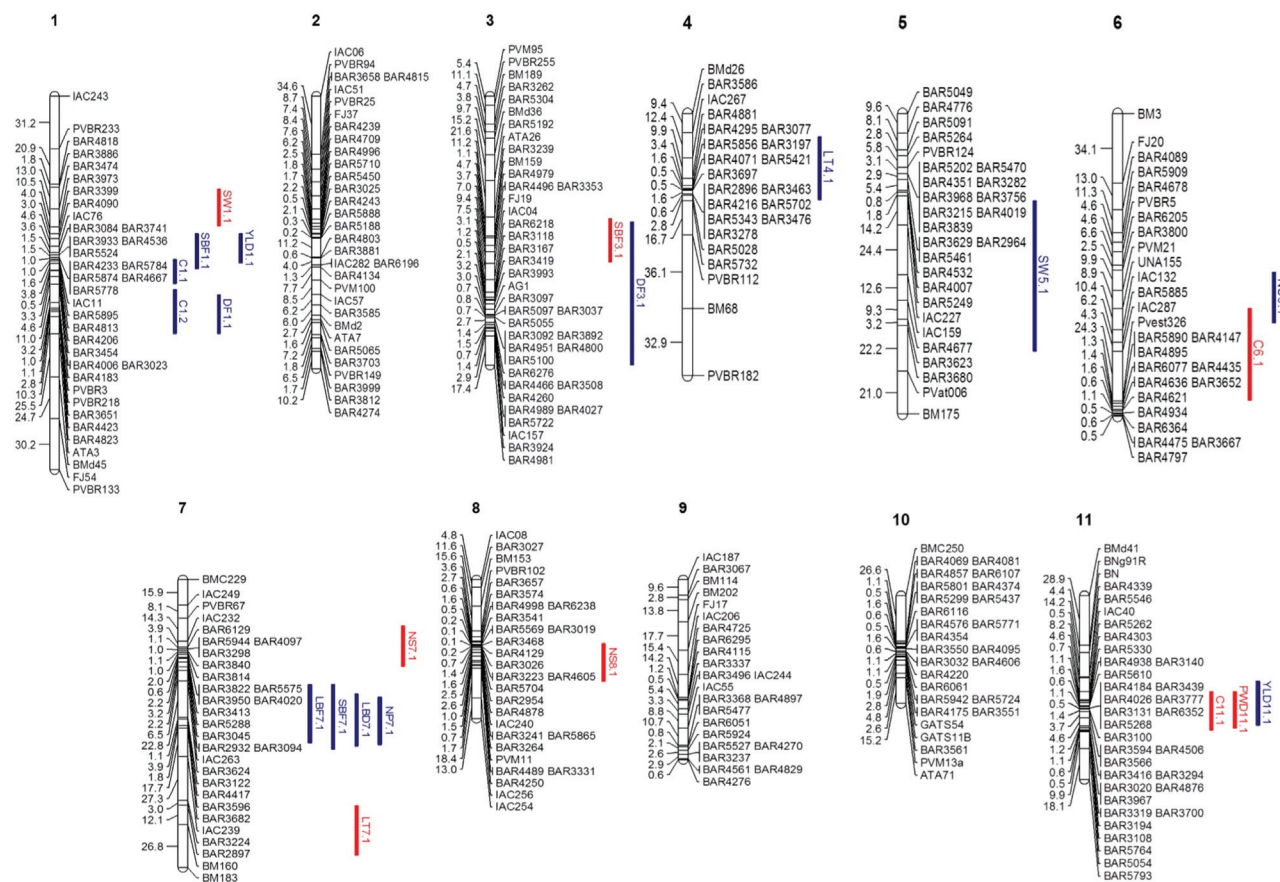 1
31.2
20.9
1.8
13.0
10.5
4.0
3.0
4.6
3.6
1.5
1.5
1.5
1.0
1.0
1.6
3.8
0.5
3.3
4.6
11.0
3.2
1.0
1.1
2.8
10.3
25.5
24.7
30.2
IAC243
PVBR233
BAR4818
BAR3886
BAR3474
BAR3973
BAR3399
BAR4090
IAC76
BAR3084 BAR3741
BAR3933 BAR4536
BAR5524
BAR4233 BAR5784
BAR5874 BAR4667
BAR5778
IAC11
BAR5895
BAR4813
BAR4206
BAR3454
BAR4006 BAR3023
BAR4183
PVBR3
PVBR218
BAR3651
BAR4423
BAR4823
ATA3
BMd45
FJ54
PVBR133
SW1.1
SBF1.1
YLD1.1
C1.1
C1.2
DF1.1
2
34.6
8.7
7.4
8.4
7.6
6.2
2.5
1.8
1.7
2.2
0.5
2.1
0.3
0.2
11.2
0.6
4.0
1.3
7.7
8.5
6.2
6.0
2.7
1.6
7.2
1.8
6.5
1.7
10.2
IAC06
PVBR94
BAR3658 BAR4815
IAC51
PVBR25
FJ37
BAR4239
BAR4709
BAR4996
BAR5710
BAR5450
BAR3025
BAR4243
BAR5888
BAR5188
BAR4803
BAR3881
IAC282 BAR6196
BAR4134
PVM100
IAC57
BAR3585
BMd2
ATA7
BAR5065
BAR3703
PVBR149
BAR3999
BAR3812
BAR4274
3
5.4
11.1
4.7
3.8
9.7
15.2
21.6
11.2
1.1
4.7
3.7
7.0
9.4
7.5
3.1
1.2
0.5
2.1
3.2
3.0
0.7
0.8
0.7
2.7
1.4
1.5
0.7
1.4
2.9
17.4
PVM95
PVBR255
BM189
BAR3262
BAR5304
BMd36
BAR5192
ATA26
BAR3239
BM159
BAR4979
BAR4496 BAR3353
FJ19
IAC04
BAR6218
BAR3118
BAR3167
BAR3419
BAR3993
AG1
BAR3097
BAR5097 BAR3037
BAR5055
BAR3092 BAR3892
BAR4951 BAR4800
BAR5100
BAR6276
BAR4466 BAR3508
BAR4260
BAR4989 BAR4027
BAR5722
IAC157
BAR3924
BAR4981
SBF3.1
DF3.1
4
9.4
12.4
9.9
3.4
1.6
0.5
0.5
1.6
0.6
2.8
16.7
36.1
32.9
BMd26
BAR3586
IAC267
BAR4881
BAR4295 BAR3077
BAR5856 BAR3197
BAR4071 BAR5421
BAR3697
BAR2896 BAR3463
BAR4216 BAR5702
BAR5343 BAR3476
BAR3278
BAR5028
BAR5732
PVBR112
BM68
PVBR182
LT4.1
5
9.6
8.1
2.8
5.8
3.1
2.9
5.4
0.8
1.8
14.2
24.4
12.6
9.3
3.2
22.2
21.0
BAR5049
BAR4776
BAR5091
BAR5264
PVBR124
BAR5202 BAR5470
BAR4351 BAR3282
BAR3968 BAR3756
BAR3215 BAR4019
BAR3839
BAR3629 BAR2964
BAR5461
BAR4532
BAR4007
BAR5249
IAC227
IAC159
BAR4677
BAR3623
BAR3680
PVat006
BM175
SW5.1
6
34.1
13.0
11.3
4.6
4.6
6.6
2.5
9.9
8.9
10.4
6.2
4.3
24.3
1.3
1.4
1.6
0.6
1.1
0.5
0.6
0.5
BM3
FJ20
BAR4089
BAR5909
BAR4678
PVBR5
BAR6205
BAR3800
PVM21
UNA155
IAC132
BAR5885
IAC287
Pvest326
BAR5890 BAR4147
BAR4895
BAR6077 BAR4435
BAR4636 BAR3652
BAR4621
BAR4934
BAR6364
BAR4475 BAR3667
BAR4797
C6.1
7
15.9
8.1
14.3
3.9
1.1
1.0
1.1
1.0
2.0
0.6
2.2
3.2
2.2
6.5
22.8
1.1
3.9
1.8
17.7
27.3
3.0
12.1
26.8
BMC229
IAC249
PVBR67
IAC232
BAR6129
BAR5944 BAR4097
BAR3298
BAR3840
BAR3814
BAR3822 BAR5575
BAR3950 BAR4020
BAR3413
BAR5288
BAR3045
BAR2932 BAR3094
IAC263
BAR3624
BAR3122
BAR4417
BAR3596
BAR3682
IAC239
BAR3224
BAR2897
BM160
BM183
LBF7.1
SBF7.1
LBD7.1
NP7.1
NS7.1
LT7.1
8
4.8
11.6
15.6
3.6
2.7
0.6
1.6
0.5
0.2
0.1
0.1
0.2
0.7
1.4
1.6
2.5
2.6
1.0
1.5
0.7
1.7
18.4
13.0
IAC08
BAR3027
BM153
PVBR102
BAR3657
BAR3574
BAR4998 BAR6238
BAR3541
BAR5569 BAR3019
BAR3468
BAR4129
BAR3026
BAR3223 BAR4605
BAR5704
BAR2954
BAR4878
IAC240
BAR3241 BAR5865
BAR3264
PVM11
BAR4489 BAR3331
BAR4250
IAC256
IAC254
NS8.1
9
9.6
2.8
13.8
17.7
15.4
14.2
1.2
0.5
5.4
3.3
8.8
10.7
0.8
2.1
2.6
2.9
0.6
IAC187
BAR3067
BM114
BM202
FJ17
IAC206
BAR4725
BAR6295
BAR4115
BAR3337
BAR3496 IAC244
IAC55
BAR3368 BAR4897
BAR5477
BAR6051
BAR5924
BAR5527 BAR4270
BAR3237
BAR4561 BAR4829
BAR4276
10
26.6
1.1
0.5
1.6
0.6
0.5
1.6
0.6
1.1
1.1
0.5
1.9
2.8
4.8
2.6
15.2
BMC250
BAR4069 BAR4081
BAR4857 BAR6107
BAR5801 BAR4374
BAR5299 BAR5437
BAR6116
BAR4576 BAR5771
BAR4354
BAR3550 BAR4095
BAR3032 BAR4606
BAR4220
BAR6061
BAR5942 BAR5724
BAR4175 BAR3551
GATS54
GATS11B
BAR3561
PVM13a
ATA71
11
28.9
4.4
14.2
0.5
8.2
4.6
0.7
1.1
1.6
0.6
0.5
0.5
1.4
3.7
4.6
1.2
1.1
0.6
0.5
9.9
18.1
BMd41
BNg91R
BN
BAR4339
BAR5546
IAC40
BAR5262
BAR4303
BAR5330
BAR4938 BAR3140
BAR5610
BAR4184 BAR3439
BAR4026 BAR3777
BAR3131 BAR6352
BAR5268
BAR3100
BAR3594 BAR4506
BAR3566
BAR3416 BAR3294
BAR3020 BAR4876
BAR3967
BAR3319 BAR3700
BAR3194
BAR3108
BAR5764
BAR5054
BAR5793
C11.1
PWD11.1
YLD11.1